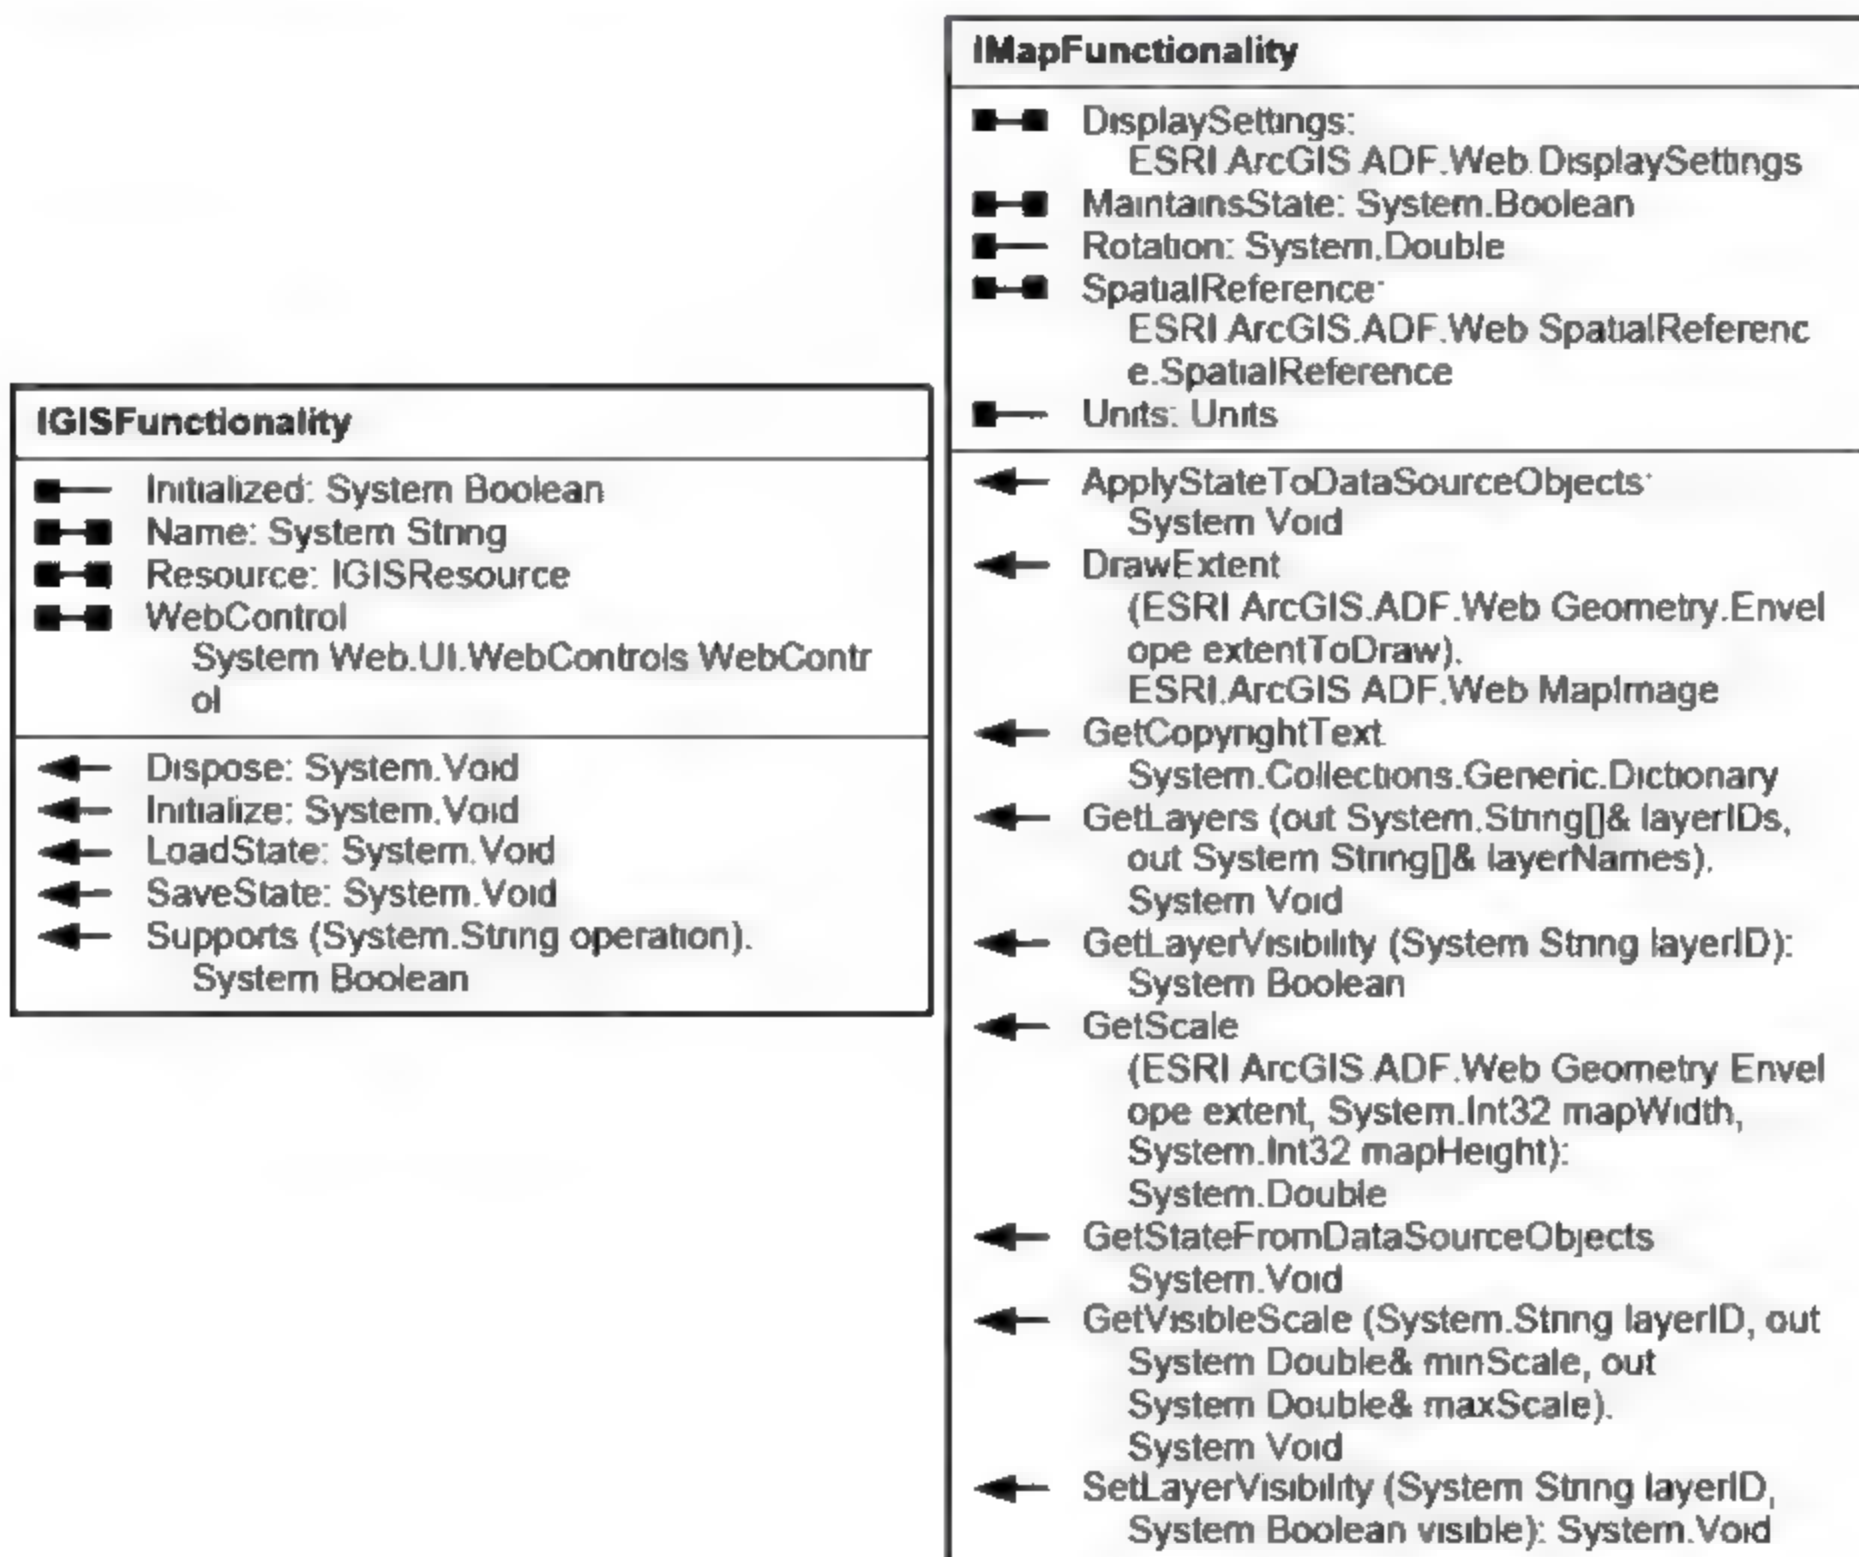 IGISFunctionality
Initialized: System Boolean
Name: System String
Resource: IGISResource
WebControl
System Web.UI.WebControls WebContr
ol
Dispose: System.Void
Initialize: System.Void
LoadState: System.Void
SaveState: System.Void
Supports (System.String operation).
System Boolean
IMapFunctionality
DisplaySettings:
ESRI ArcGIS ADF.Web DisplaySettings
MaintainsState: System.Boolean
Rotation: System.Double
SpatialReference:
ESRI ArcGIS.ADF.Web SpatialReferenc
e.SpatialReference
Units: Units
ApplyStateToDataSourceObjects:
System Void
DrawExtent
(ESRI ArcGIS.ADF.Web Geometry.Envel
ope extentToDraw).
ESRI.ArcGIS ADF.Web MapImage
GetCopyrightText
System.Collections.Generic.Dictionary
GetLayers (out System.String[]& layerIDs,
out System String[]& layerNames).
System Void
GetLayerVisibility (System String layerID):
System Boolean
GetScale
(ESRI ArcGIS ADF.Web Geometry Envel
ope extent, System.Int32 mapWidth,
System.Int32 mapHeight):
System.Double
GetStateFromDataSourceObjects
System.Void
GetVisibleScale (System.String layerID, out
System Double& minScale, out
System Double& maxScale).
System Void
SetLayerVisibility (System String layerID,
System Boolean visible): System.Void